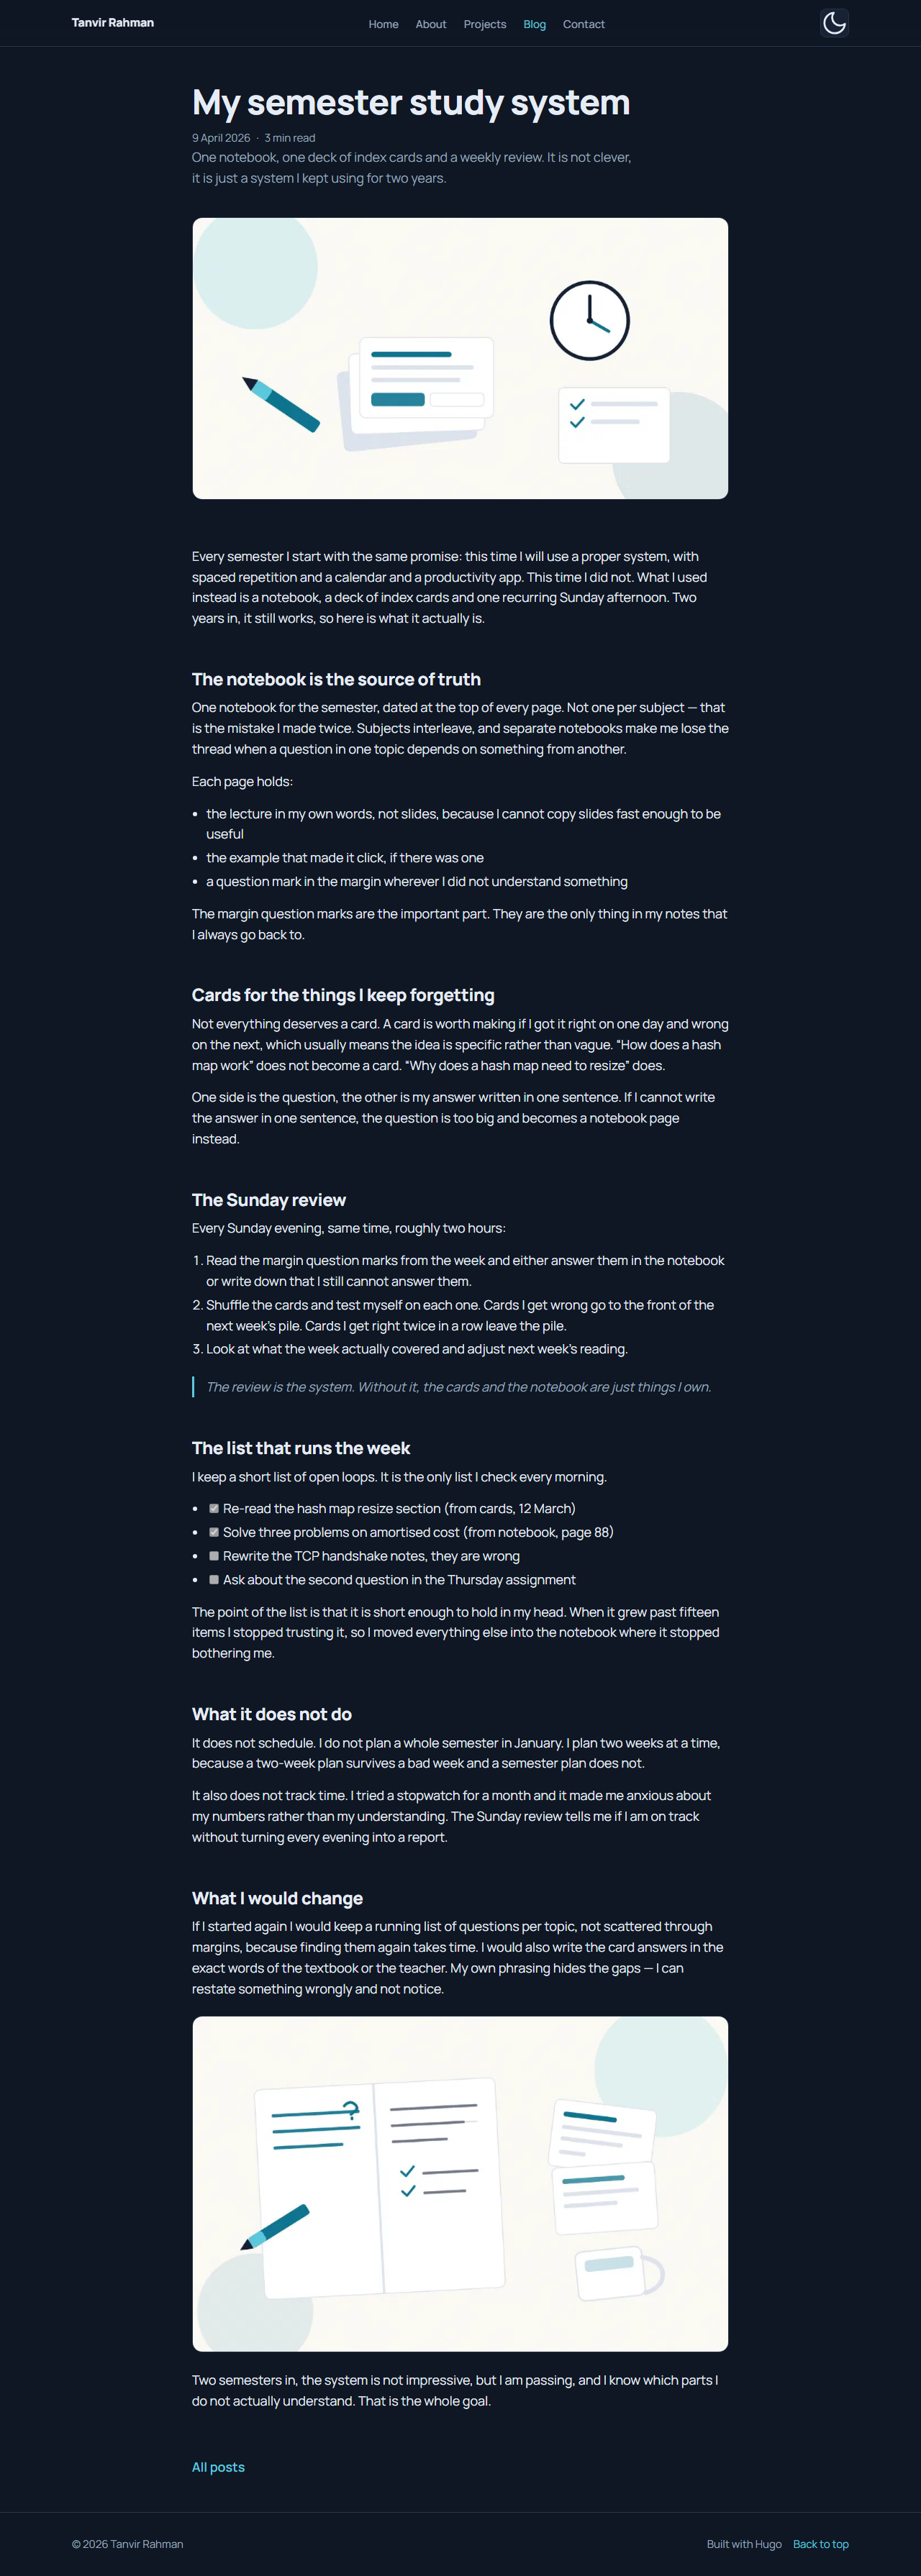 Tanvir Rahman
Home About Projects Blog Contact
My semester study system
9 April 2026 · 3 min read
One notebook, one deck of index cards and a weekly review. It is not clever,
it is just a system I kept using for two years.
Every semester I start with the same promise: this time I will use a proper system, with
spaced repetition and a calendar and a productivity app. This time I did not. What I used
instead is a notebook, a deck of index cards and one recurring Sunday afternoon. Two
years in, it still works, so here is what it actually is.
The notebook is the source of truth
One notebook for the semester, dated at the top of every page. Not one per subject — that
is the mistake I made twice. Subjects interleave, and separate notebooks make me lose the
thread when a question in one topic depends on something from another.
Each page holds:
• the lecture in my own words, not slides, because I cannot copy slides fast enough to be
useful
• the example that made it click, if there was one
• a question mark in the margin wherever I did not understand something
The margin question marks are the important part. They are the only thing in my notes that
I always go back to.
Cards for the things I keep forgetting
Not everything deserves a card. A card is worth making if I got it right on one day and wrong
on the next, which usually means the idea is specific rather than vague. “How does a hash
map work” does not become a card. “Why does a hash map need to resize” does.
One side is the question, the other is my answer written in one sentence. If I cannot write
the answer in one sentence, the question is too big and becomes a notebook page
instead.
The Sunday review
Every Sunday evening, same time, roughly two hours:
1. Read the margin question marks from the week and either answer them in the notebook
or write down that I still cannot answer them.
2. Shuffle the cards and test myself on each one. Cards I get wrong go to the front of the
next week’s pile. Cards I get right twice in a row leave the pile.
3. Look at what the week actually covered and adjust next week’s reading.
The review is the system. Without it, the cards and the notebook are just things I own.
The list that runs the week
I keep a short list of open loops. It is the only list I check every morning.
• Re-read the hash map resize section (from cards, 12 March)
• Solve three problems on amortised cost (from notebook, page 88)
• Rewrite the TCP handshake notes, they are wrong
• Ask about the second question in the Thursday assignment
The point of the list is that it is short enough to hold in my head. When it grew past fifteen
items I stopped trusting it, so I moved everything else into the notebook where it stopped
bothering me.
What it does not do
It does not schedule. I do not plan a whole semester in January. I plan two weeks at a time,
because a two-week plan survives a bad week and a semester plan does not.
It also does not track time. I tried a stopwatch for a month and it made me anxious about
my numbers rather than my understanding. The Sunday review tells me if I am on track
without turning every evening into a report.
What I would change
If I started again I would keep a running list of questions per topic, not scattered through
margins, because finding them again takes time. I would also write the card answers in the
exact words of the textbook or the teacher. My own phrasing hides the gaps — I can
restate something wrongly and not notice.
?
Two semesters in, the system is not impressive, but I am passing, and I know which parts I
do not actually understand. That is the whole goal.
All posts
© 2026 Tanvir Rahman
Built with Hugo Back to top